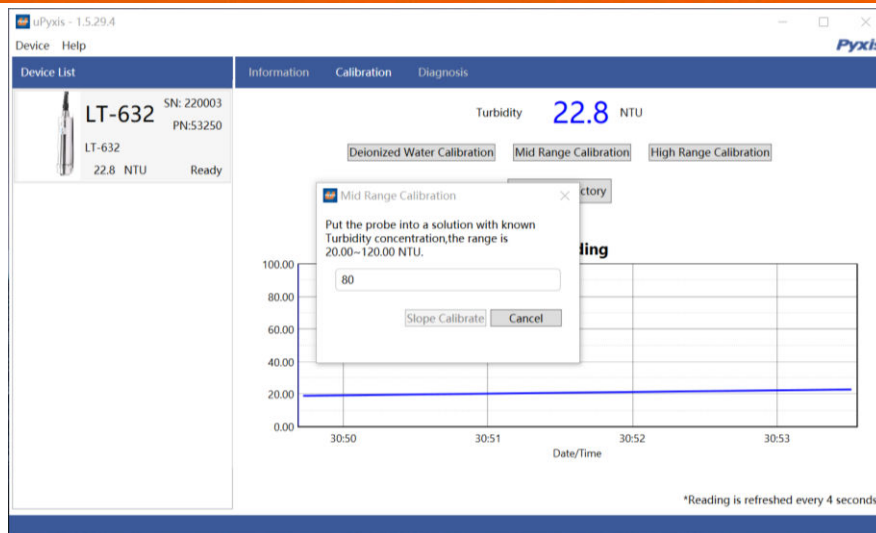 uPyxis - 1.5.29.4
Device Help
Pyxis
Device List
Information Calibration Diagnosis
LT-632
SN: 220003
PN:53250
LT-632
22.8 NTU Ready
Turbidity 22.8 NTU
Deionized Water Calibration Mid Range Calibration High Range Calibration
ctory
Mid Range Calibration
Put the probe into a solution with known
Turbidity concentration,the range is
20.00~120.00 NTU.
80
Slope Calibrate Cancel
ding
100.00
80.00
60.00
40.00
20.00
0.00
30:50 30:51 30:52 30:53
Date/Time
*Reading is refreshed every 4 seconds